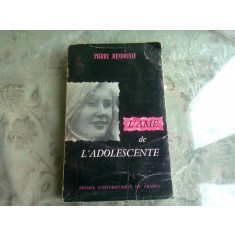 PIERRE MENDOUSSE
L'ÂME
de
L'ADOLESCENTE
PRESSES UNIVERSITAIRES DE FRANCE